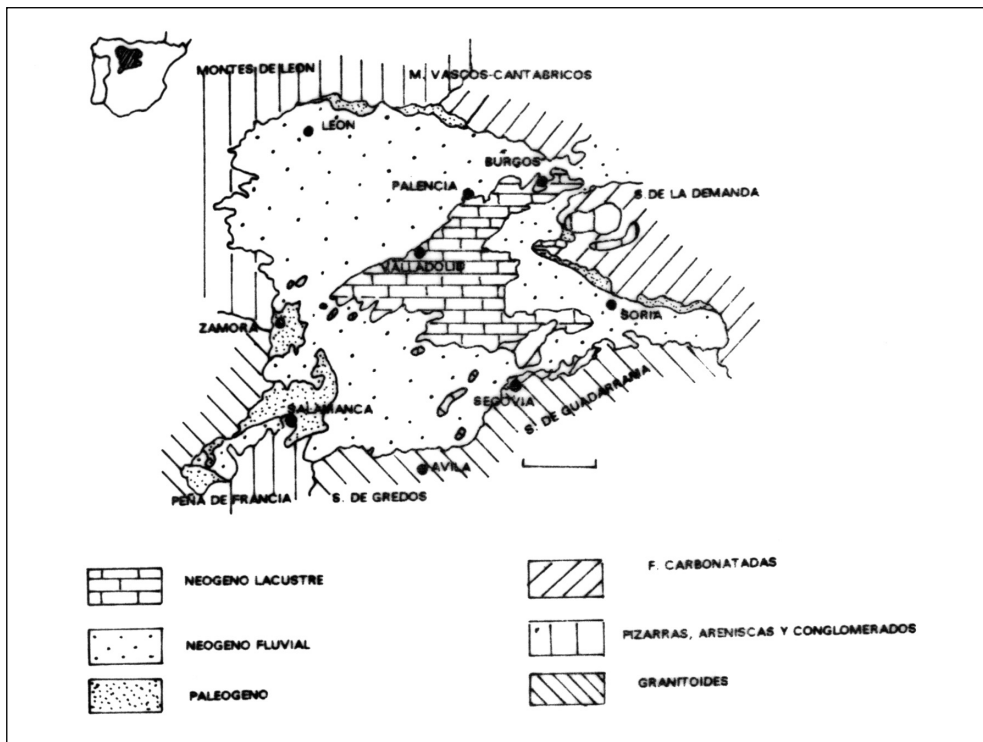 MONTES DE LEON
M. VASCOS-CANTABRICOS
LEON
BURGOS
PALENCIA
S. DE LA DEMANDA
VALLADOLID
SORIA
ZAMORA
SEGOVIA
S. DE GUADARRAMA
SALAMANCA
AVILA
PEÑA DE FRANCIA
S. DE GREDOS
NEOGENO LACUSTRE
F. CARBONATADAS
NEOGENO FLUVIAL
PIZARRAS, ARENISCAS Y CONGLOMERADOS
PALEOGENO
GRANITOIDES